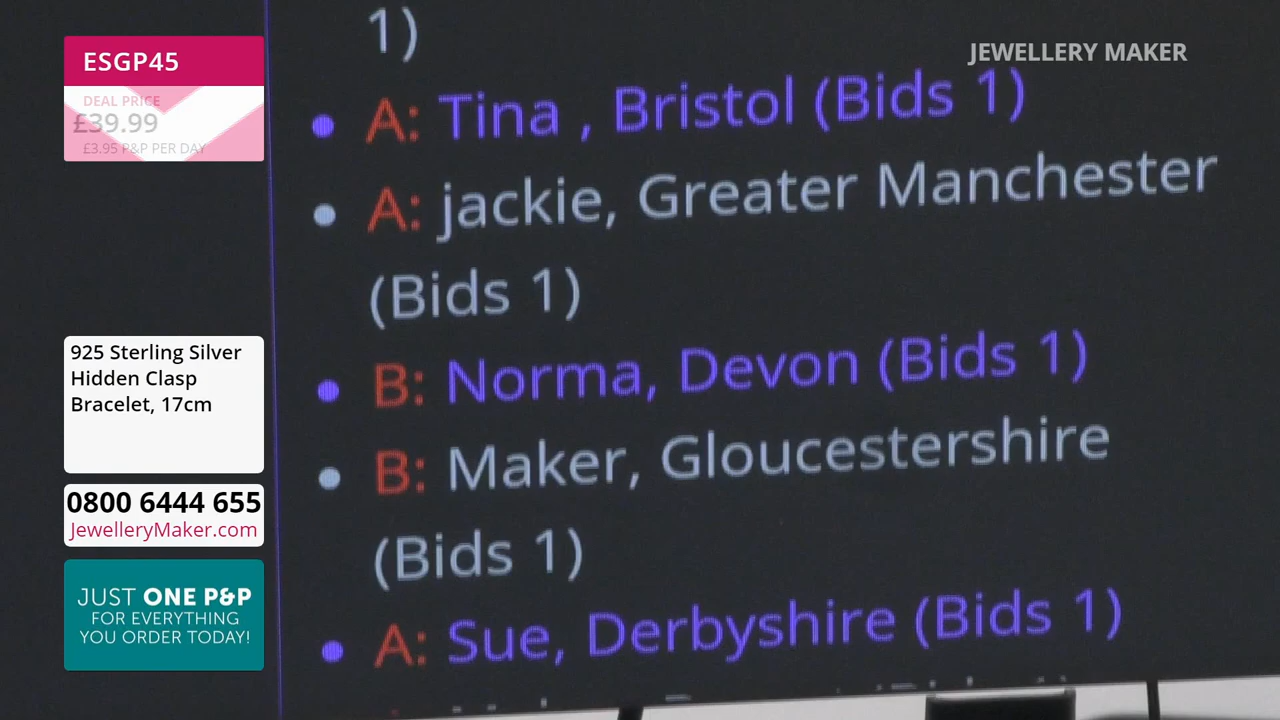 ESGP45
DEAL PRICE
£39.99
£3.95 P&P PER DAY
925 Sterling Silver
Hidden Clasp
Bracelet, 17cm
0800 6444 655
JewelleryMaker.com
JUST ONE P&P
FOR EVERYTHING
YOU ORDER TODAY!
JEWELLERY MAKER
1)
A: Tina , Bristol (Bids 1)
A: jackie, Greater Manchester
(Bids 1)
B: Norma, Devon (Bids 1)
B: Maker, Gloucestershire
(Bids 1)
A: Sue, Derbyshire (Bids 1)